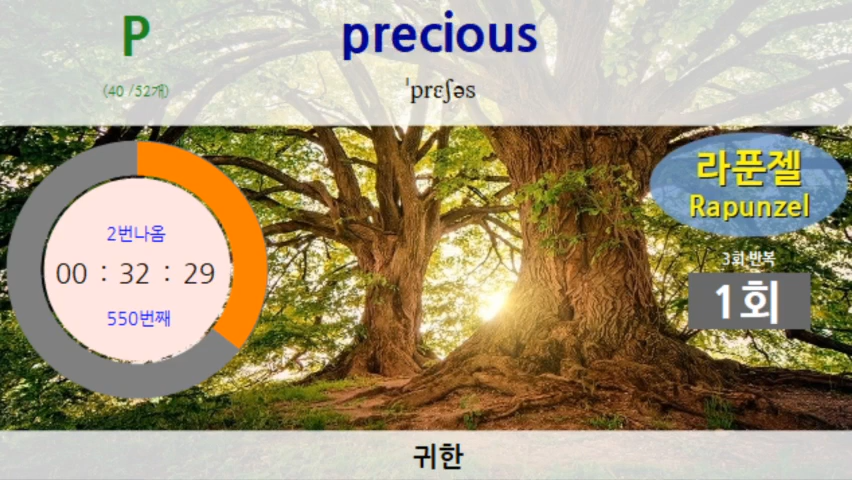 P
precious
(40 /52개)
ˈprɛʃəs
라푼젤
Rapunzel
2번나옴
00 : 32 : 29
550번째
3회 반복
1회
귀한